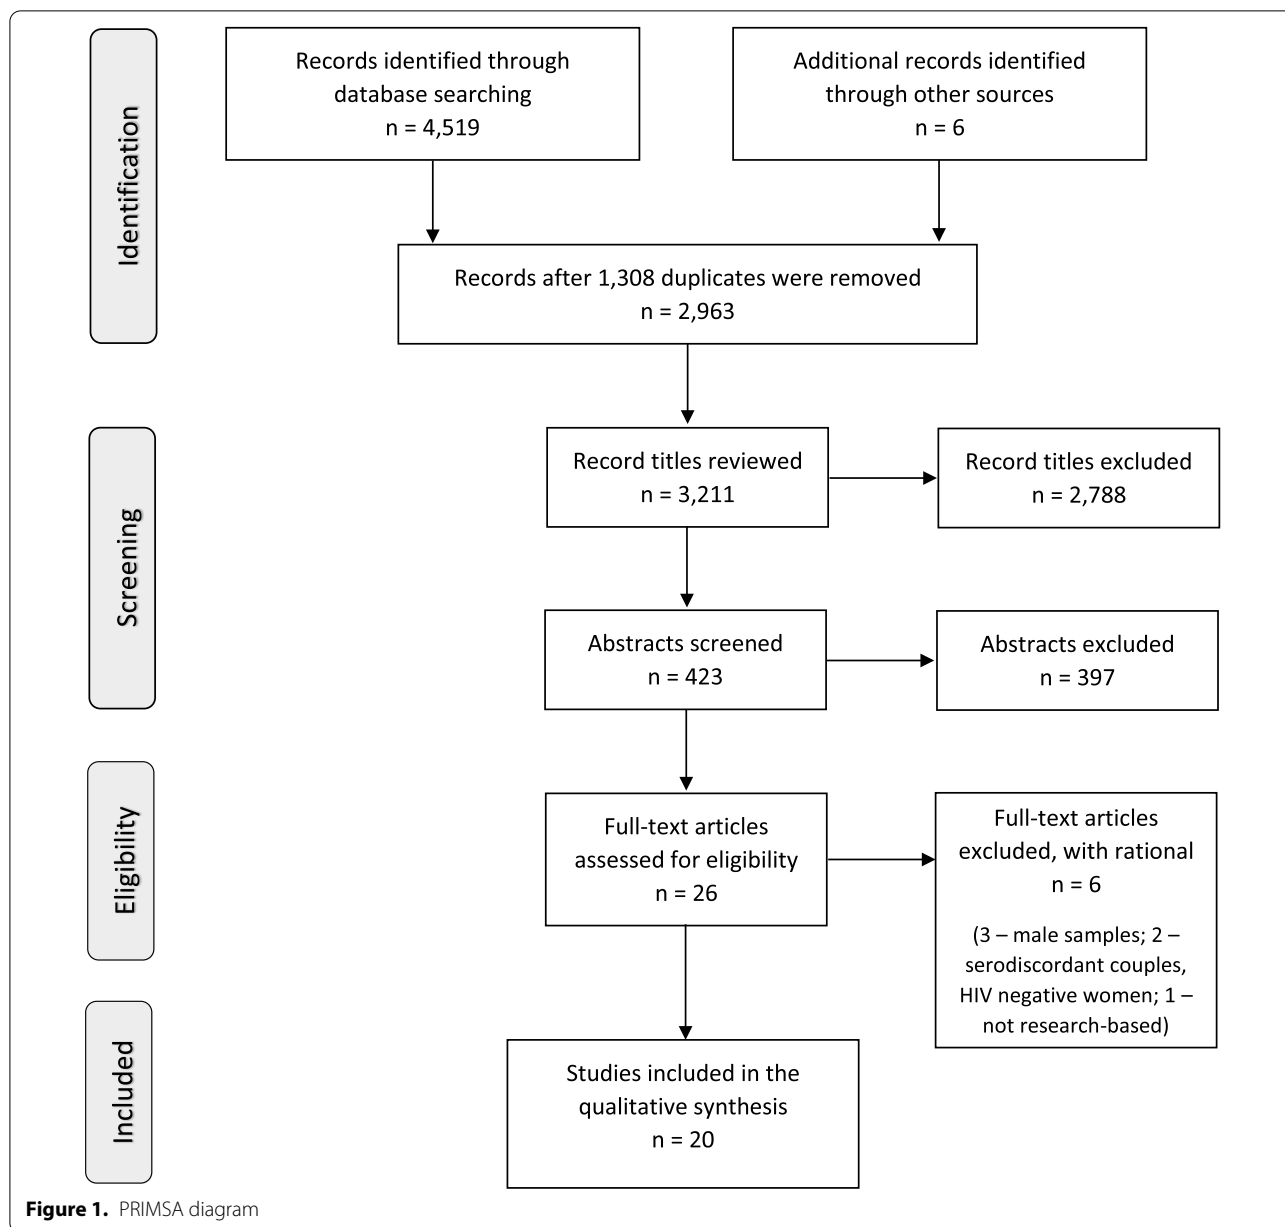 Identification
Records identified through
database searching
n = 4,519
Additional records identified
through other sources
n = 6
Records after 1,308 duplicates were removed
n = 2,963
Screening
Record titles reviewed
n = 3,211
Record titles excluded
n = 2,788
Abstracts screened
n = 423
Abstracts excluded
n = 397
Eligibility
Full-text articles
assessed for eligibility
n = 26
Full-text articles
excluded, with rational
n = 6
(3 – male samples; 2 –
serodiscordant couples,
HIV negative women; 1 –
not research-based)
Included
Studies included in the
qualitative synthesis
n = 20
Figure 1. PRIMSA diagram